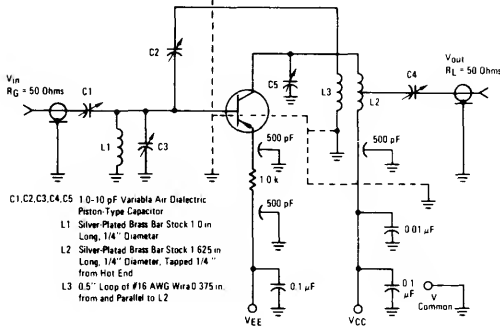 C2
Vin
RG = 50 Ohms
C1
L1
C3
C5
L3
L2
Vout
RL = 50 Ohms
C4
500 pF
500 pF
1.0 k
500 pF
0.01 µF
0.1 µF
0.1
µF
V
Common
VEE
VCC
C1,C2,C3,C4,C5 1.0-10 pF Variable Air Dielectric
Piston-Type Capacitor
L1 Silver-Plated Brass Bar Stock 1.0 in
Long, 1/4" Diameter
L2 Silver-Plated Brass Bar Stock 1.625 in
Long, 1/4" Diameter, Tapped 1/4"
from Hot End
L3 0.5" Loop of #16 AWG Wire 0.375 in.
from and Parallel to L2